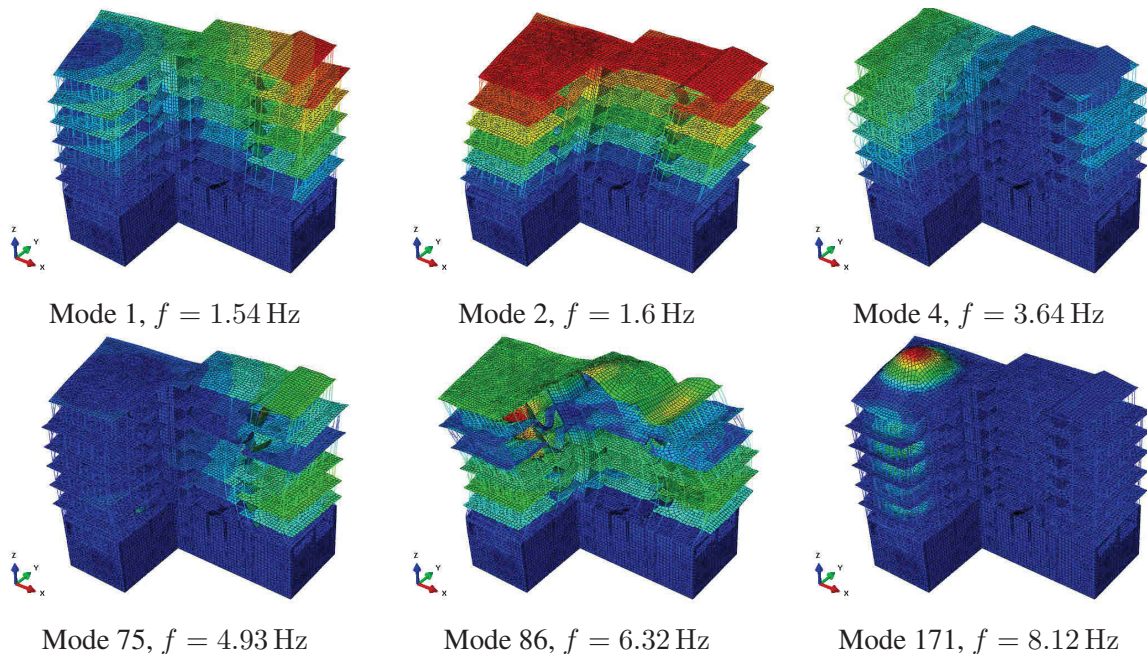 Z Y X
Z Y X
Z Y X
Mode 1, f = 1.54 Hz
Mode 2, f = 1.6 Hz
Mode 4, f = 3.64 Hz
Z Y X
Z Y X
Z Y X
Mode 75, f = 4.93 Hz
Mode 86, f = 6.32 Hz
Mode 171, f = 8.12 Hz